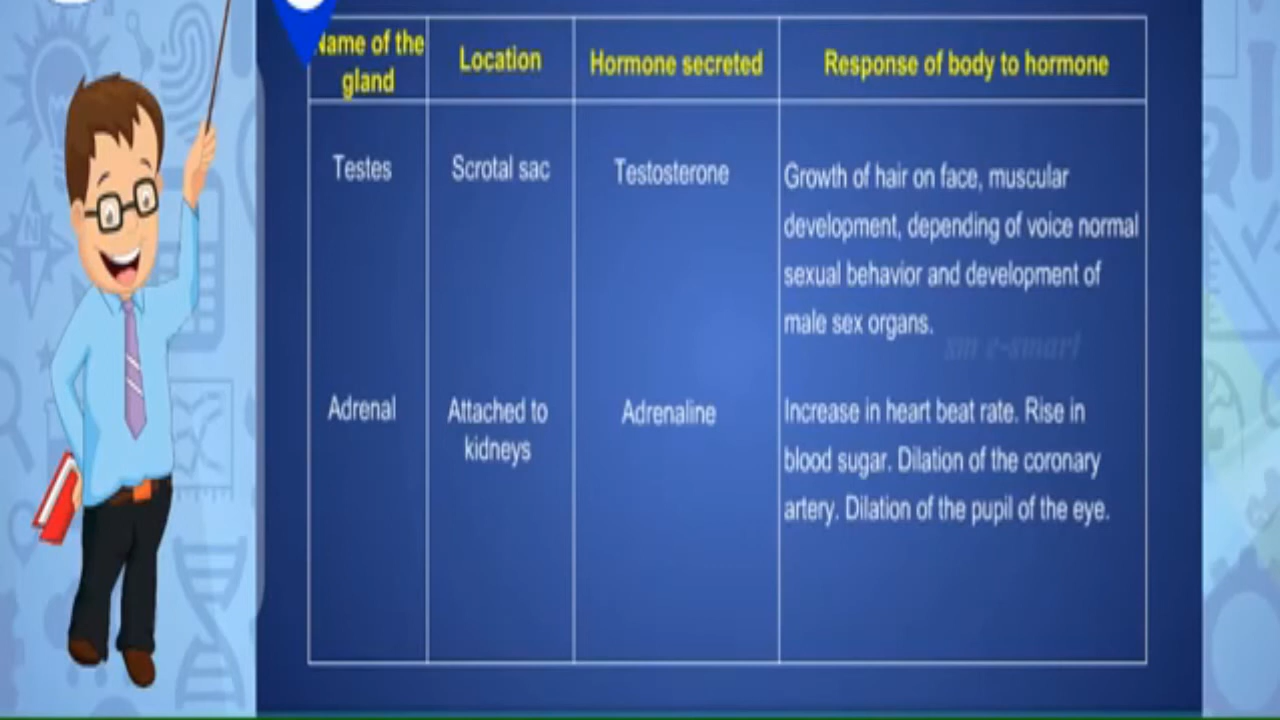 Name of the
gland
Location
Hormone secreted
Response of body to hormone
Testes
Scrotal sac
Testosterone
Growth of hair on face, muscular
development, depending of voice normal
sexual behavior and development of
male sex organs.
sm e-smart
Adrenal
Attached to
kidneys
Adrenaline
Increase in heart beat rate. Rise in
blood sugar. Dilation of the coronary
artery. Dilation of the pupil of the eye.
N